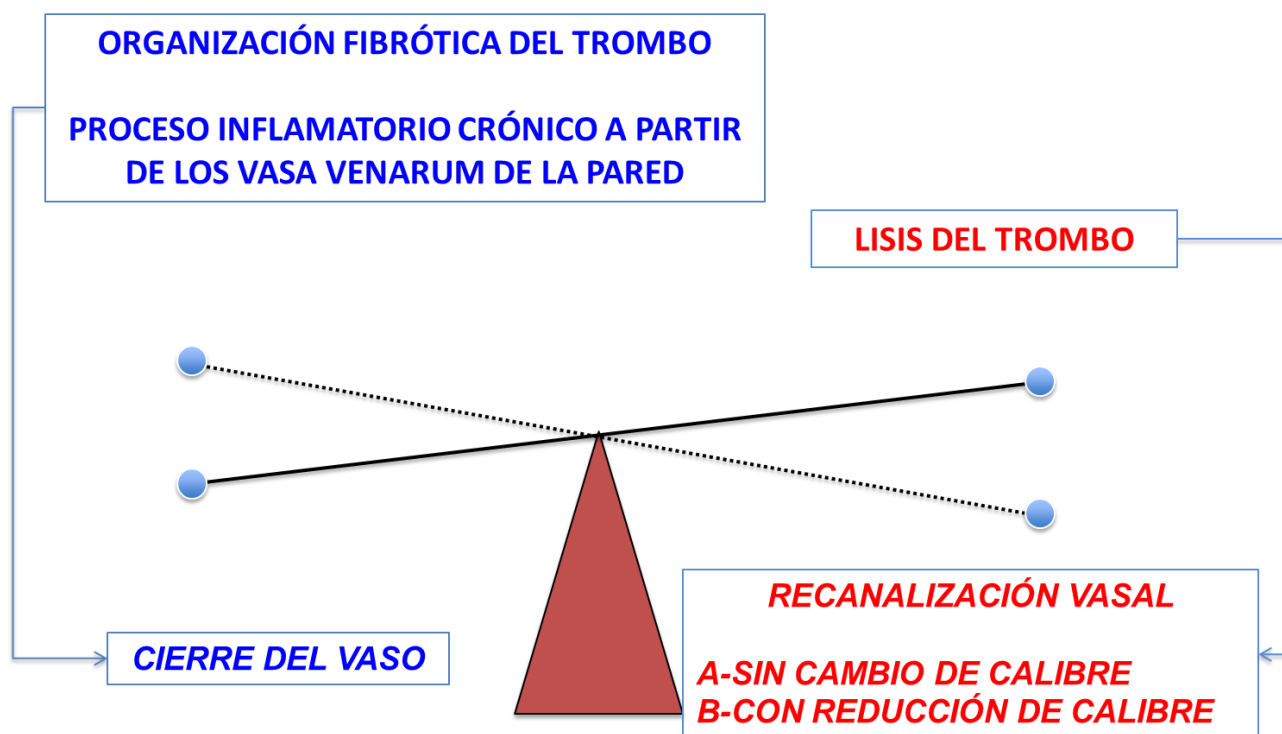 ORGANIZACIÓN FIBRÓTICA DEL TROMBO
PROCESO INFLAMATORIO CRÓNICO A PARTIR
DE LOS VASA VENARUM DE LA PARED
LISIS DEL TROMBO
CIERRE DEL VASO
RECANALIZACIÓN VASAL
A-SIN CAMBIO DE CALIBRE
B-CON REDUCCIÓN DE CALIBRE